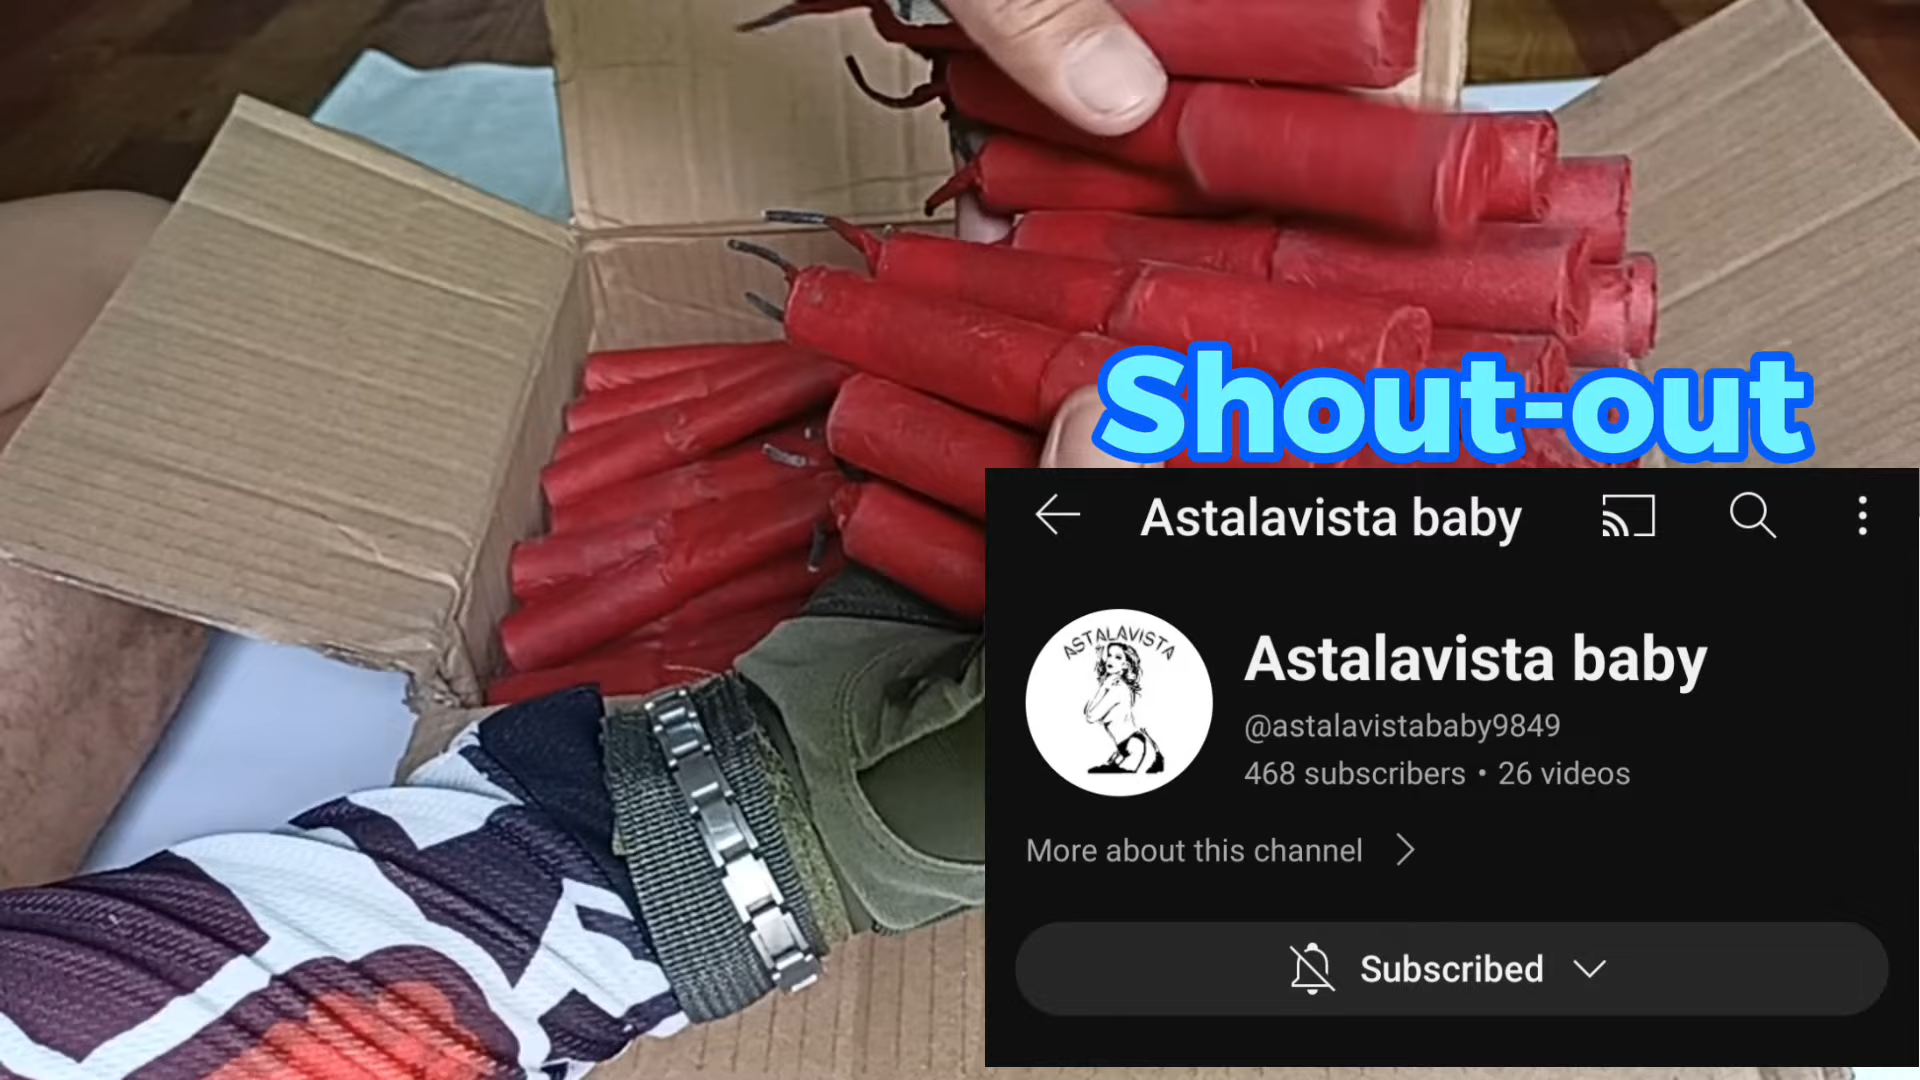 Shout-out
Astalavista baby
ASTALAVISTA
Astalavista baby
@astalavistababy9849
468 subscribers • 26 videos
More about this channel
Subscribed